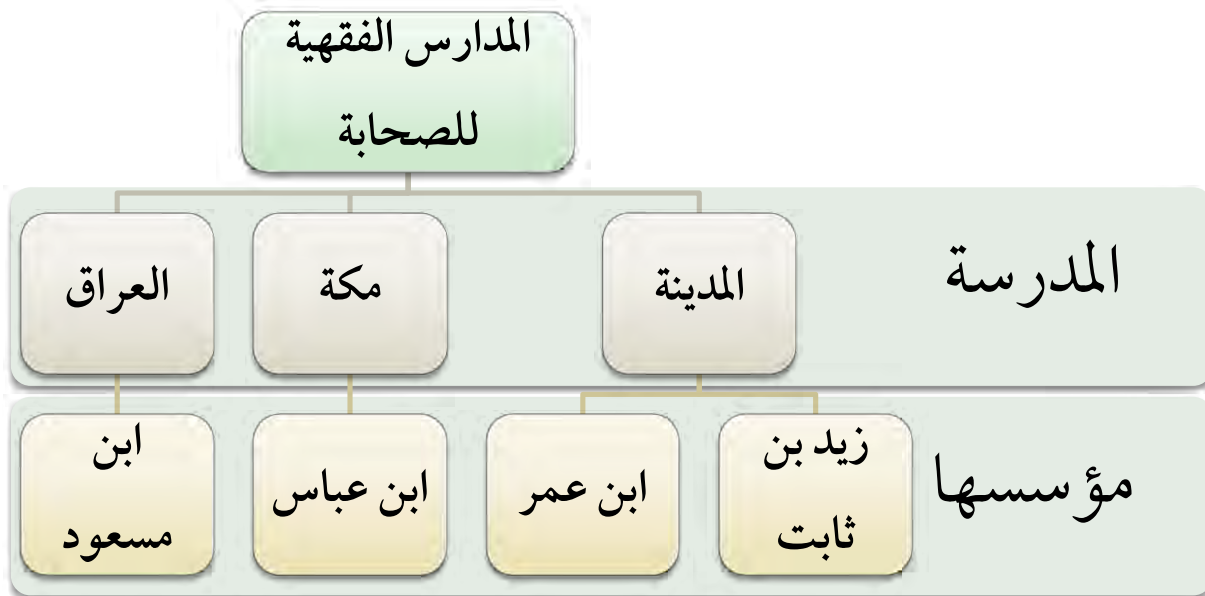 المدارس الفقهية
للصحابة
المدرسة
المدينة
مكة
العراق
مؤسسها
زيد بن
ثابت
ابن عمر
ابن عباس
ابن
مسعود